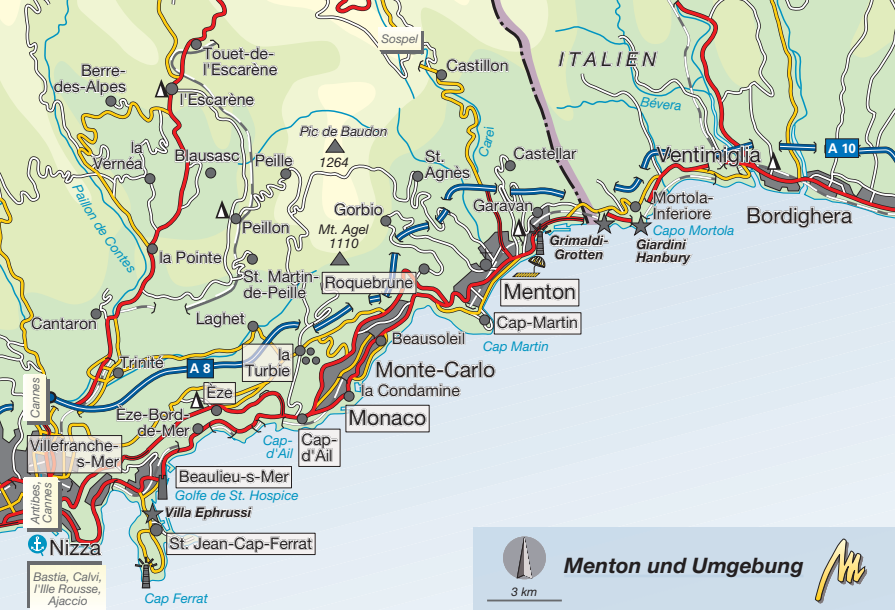 Sospel
Touet-de-
l'Escarène
Castillon
ITALIEN
Berre-
des-Alpes
l'Escarène
Bévera
Pic de Baudon
1264
Carei
la
Vernéa
Blausasc
Peille
St.
Agnès
Castellar
Ventimiglia
A 10
Paillon de Contes
Gorbio
Garavan
Mortola-
Inferiore
Bordighera
Peillon
Mt. Agel
1110
Capo Mortola
Grimaldi-
Grotten
Giardini
Hanbury
la Pointe
St. Martin-
de-Peille
Roquebrune
Menton
Cantaron
Laghet
Cap-Martin
Beausoleil
Cap Martin
Trinité
A 8
la
Turbie
Monte-Carlo
Cannes
Èze
la Condamine
Èze-Bord-
de-Mer
Monaco
Villefranche-
s-Mer
Cap-
d'Ail
Cap-
d'Ail
Beaulieu-s-Mer
Antibes,
Cannes
Golfe de St. Hospice
Villa Ephrussi
Nizza
St. Jean-Cap-Ferrat
Bastia, Calvi,
l'Ille Rousse,
Ajaccio
Cap Ferrat
Menton und Umgebung
3 km